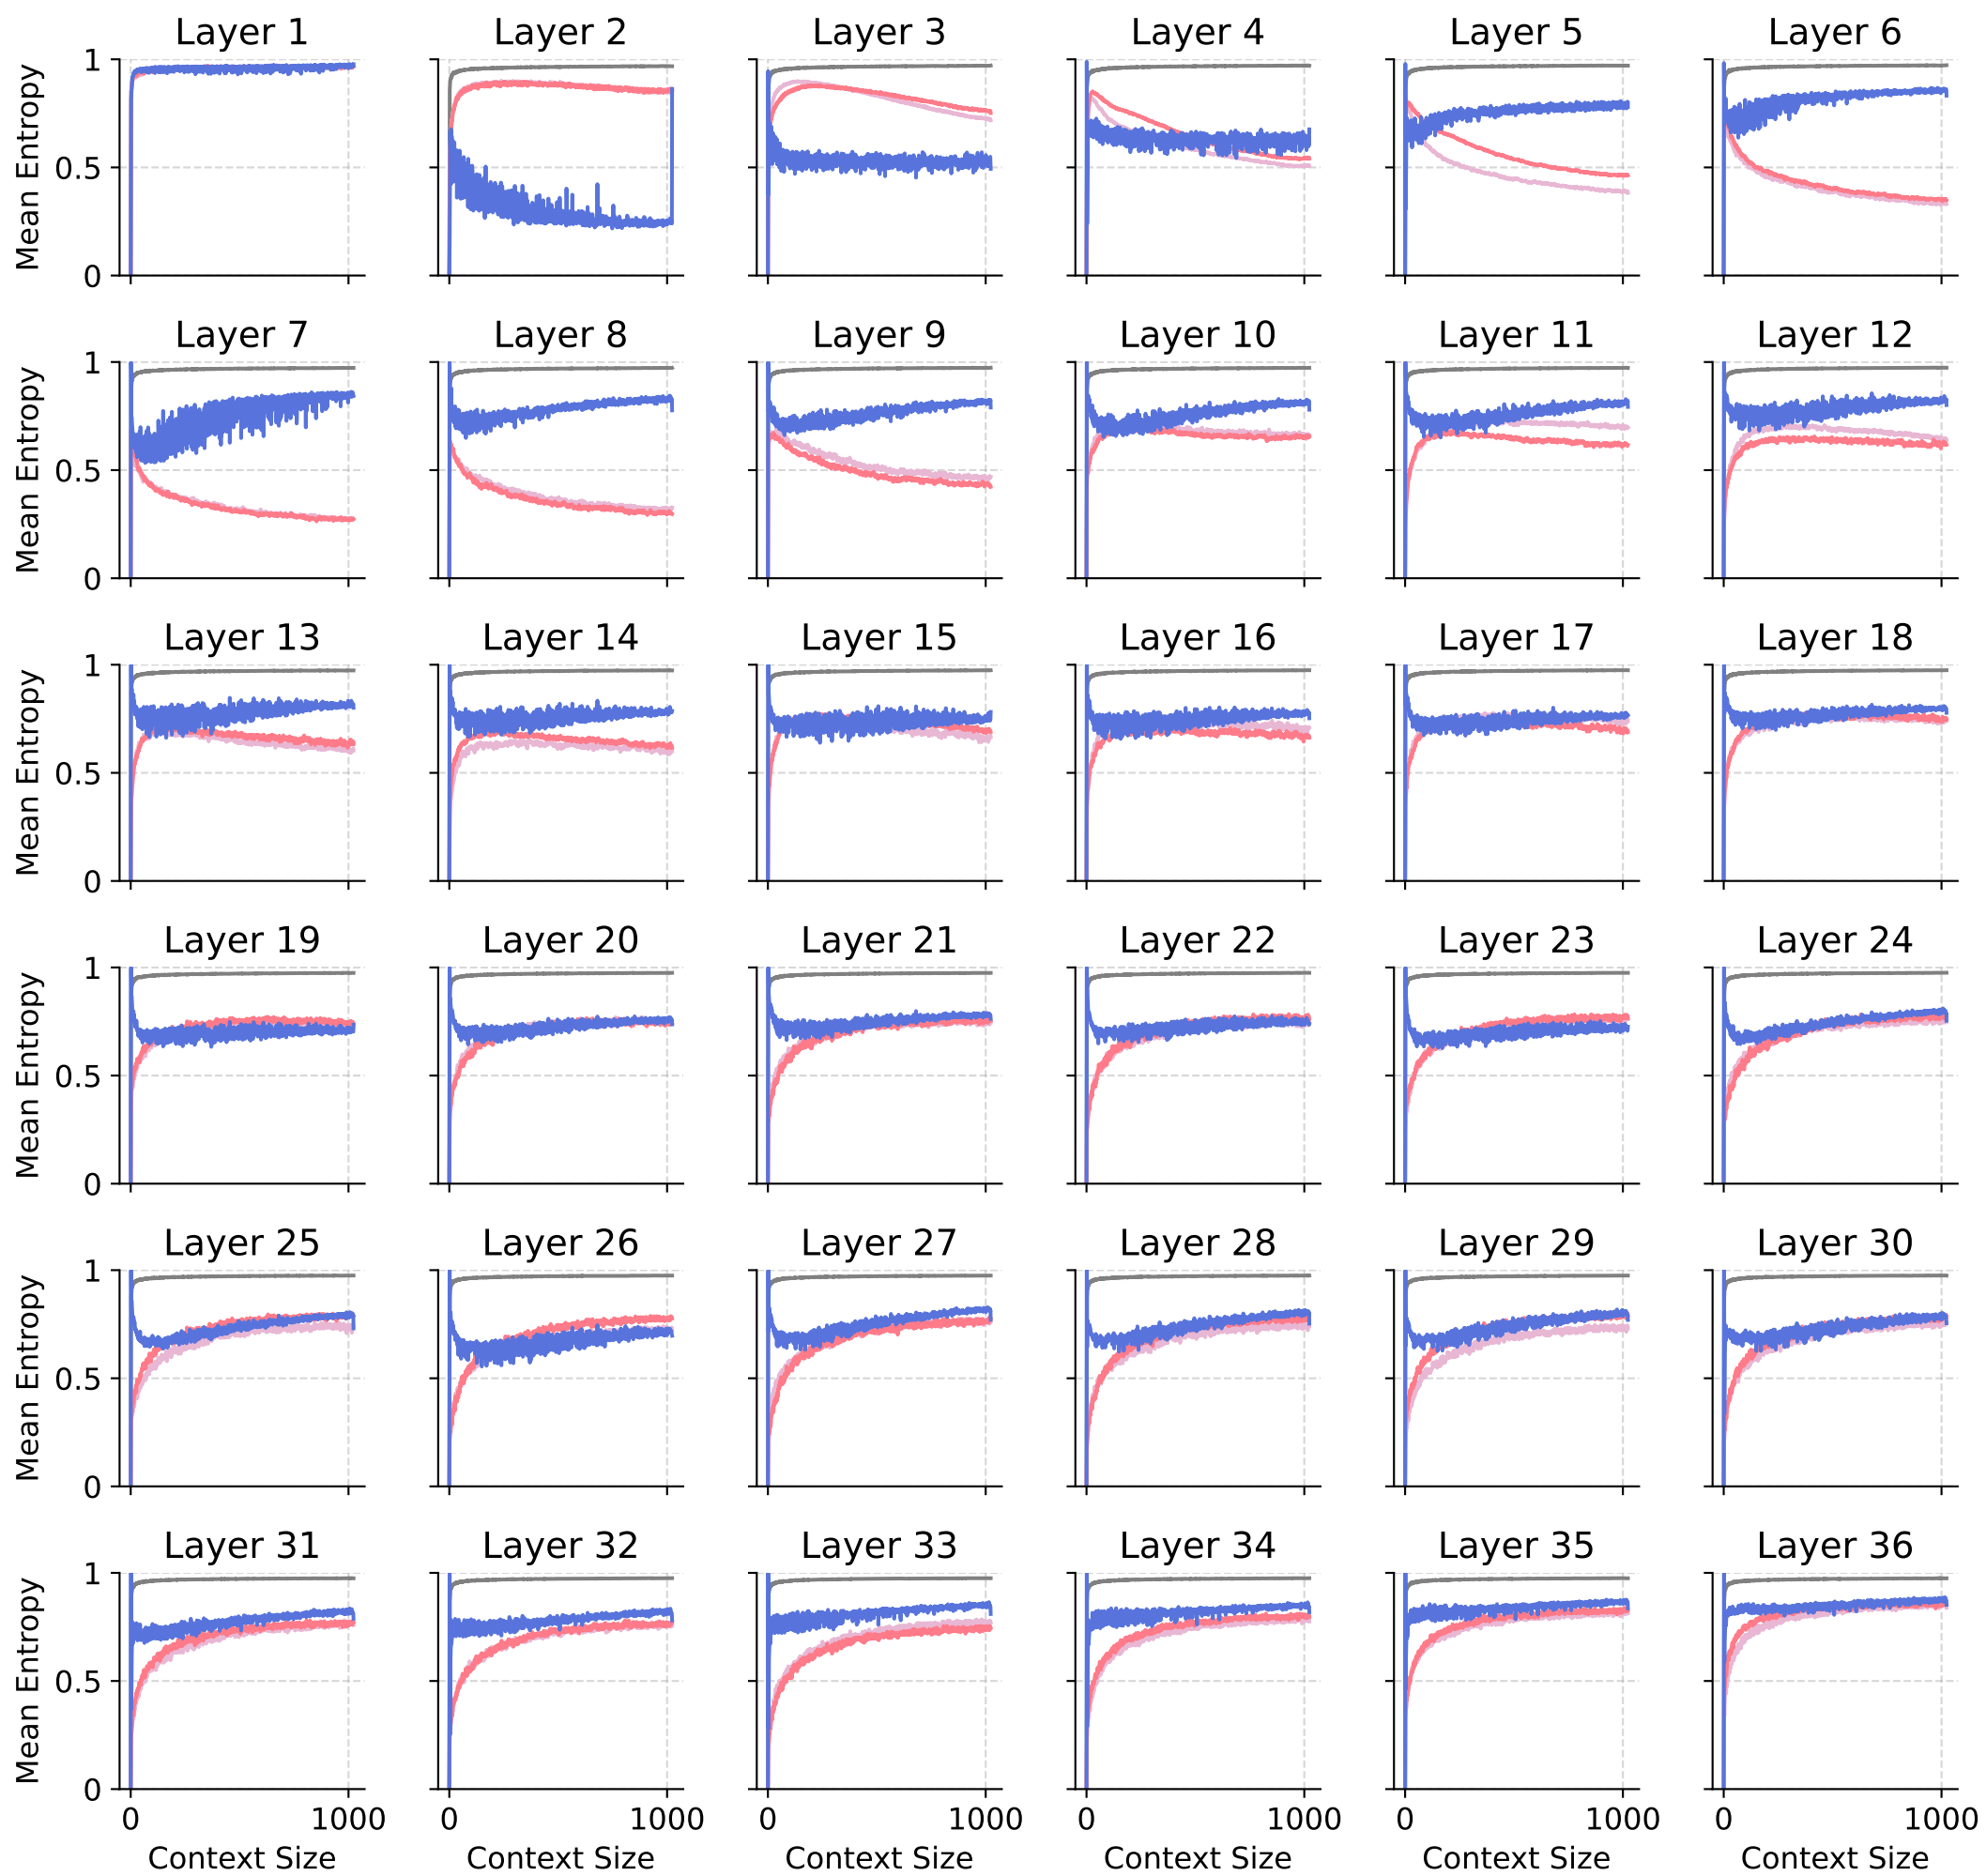 Layer 1 Layer 2 Layer 3 Layer 4 Layer 5 Layer 6
1
0.5
0
Mean Entropy
Layer 7 Layer 8 Layer 9 Layer 10 Layer 11 Layer 12
1
0.5
0
Mean Entropy
Layer 13 Layer 14 Layer 15 Layer 16 Layer 17 Layer 18
1
0.5
0
Mean Entropy
Layer 19 Layer 20 Layer 21 Layer 22 Layer 23 Layer 24
1
0.5
0
Mean Entropy
Layer 25 Layer 26 Layer 27 Layer 28 Layer 29 Layer 30
1
0.5
0
Mean Entropy
Layer 31 Layer 32 Layer 33 Layer 34 Layer 35 Layer 36
1
0.5
0
Mean Entropy
0 1000 0 1000 0 1000 0 1000 0 1000 0 1000
Context Size Context Size Context Size Context Size Context Size Context Size